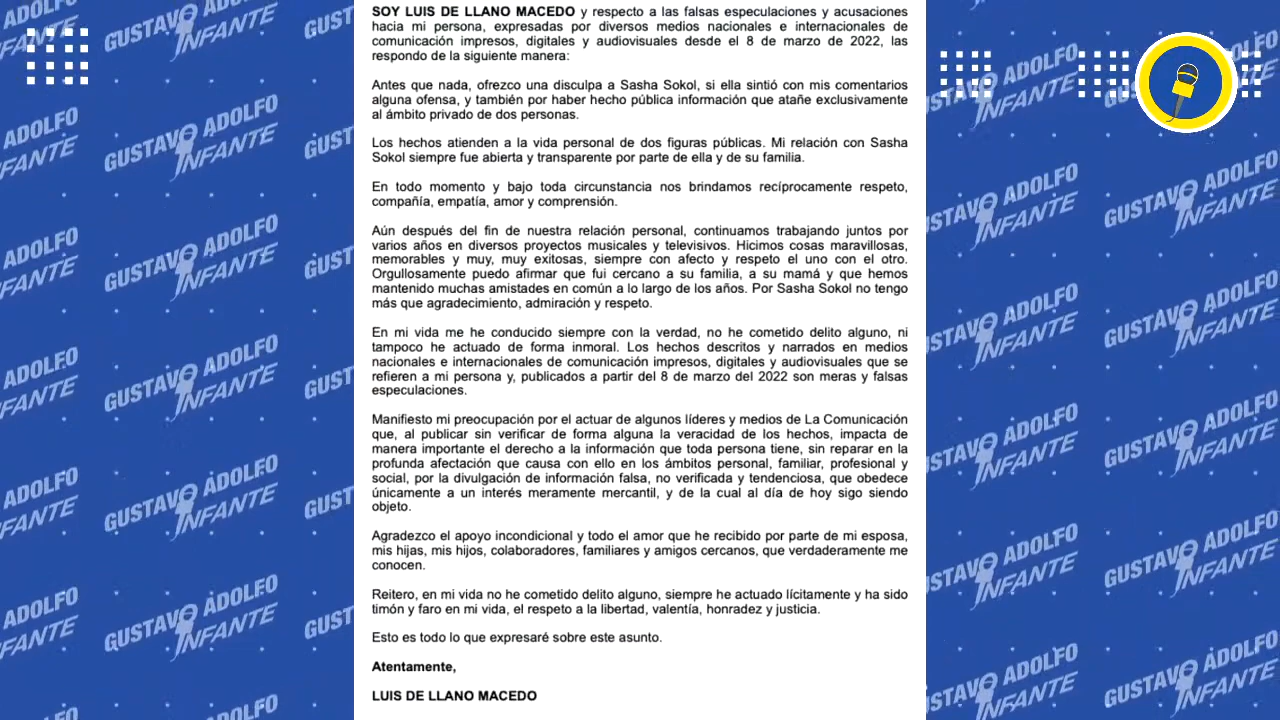 SOY LUIS DE LLANO MACEDO y respecto a las falsas especulaciones y acusaciones
hacia mi persona, expresadas por diversos medios nacionales e internacionales de
comunicación impresos, digitales y audiovisuales desde el 8 de marzo de 2022, las
respondo de la siguiente manera:
Antes que nada, ofrezco una disculpa a Sasha Sokol, si ella sintió con mis comentarios
alguna ofensa, y también por haber hecho pública información que atañe exclusivamente
al ámbito privado de dos personas.
Los hechos atienden a la vida personal de dos figuras públicas. Mi relación con Sasha
Sokol siempre fue abierta y transparente por parte de ella y de su familia.
En todo momento y bajo toda circunstancia nos brindamos recíprocamente respeto,
compañía, empatía, amor y comprensión.
Aún después del fin de nuestra relación personal, continuamos trabajando juntos por
varios años en diversos proyectos musicales y televisivos. Hicimos cosas maravillosas,
memorables y muy, muy exitosas, siempre con afecto y respeto el uno con el otro.
Orgullosamente puedo afirmar que fui cercano a su familia, a su mamá y que hemos
mantenido muchas amistades en común a lo largo de los años. Por Sasha Sokol no tengo
más que agradecimiento, admiración y respeto.
En mi vida me he conducido siempre con la verdad, no he cometido delito alguno, ni
tampoco he actuado de forma inmoral. Los hechos descritos y narrados en medios
nacionales e internacionales de comunicación impresos, digitales y audiovisuales que se
refieren a mi persona y, publicados a partir del 8 de marzo del 2022 son meras y falsas
especulaciones.
Manifiesto mi preocupación por el actuar de algunos líderes y medios de La Comunicación
que, al publicar sin verificar de forma alguna la veracidad de los hechos, impacta de
manera importante el derecho a la información que toda persona tiene, sin reparar en la
profunda afectación que causa con ello en los ámbitos personal, familiar, profesional y
social, por la divulgación de información falsa, no verificada y tendenciosa, que obedece
únicamente a un interés meramente mercantil, y de la cual al día de hoy sigo siendo
objeto.
Agradezco el apoyo incondicional y todo el amor que he recibido por parte de mi esposa,
mis hijas, mis hijos, colaboradores, familiares y amigos cercanos, que verdaderamente me
conocen.
Reitero, en mi vida no he cometido delito alguno, siempre he actuado lícitamente y ha sido
timón y faro en mi vida, el respeto a la libertad, valentía, honradez y justicia.
Esto es todo lo que expresaré sobre este asunto.
Atentamente,
LUIS DE LLANO MACEDO
GUSTAVO ADOLFO
INFANTE